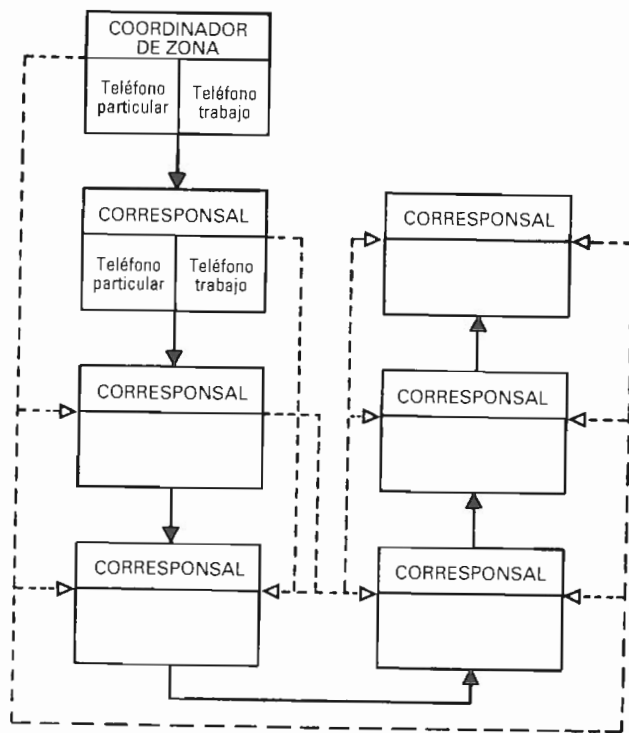 COORDINADOR
DE ZONA
Teléfono
particular
Teléfono
trabajo
CORRESPONSAL
Teléfono
particular
Teléfono
trabajo
CORRESPONSAL
CORRESPONSAL
CORRESPONSAL
CORRESPONSAL
CORRESPONSAL